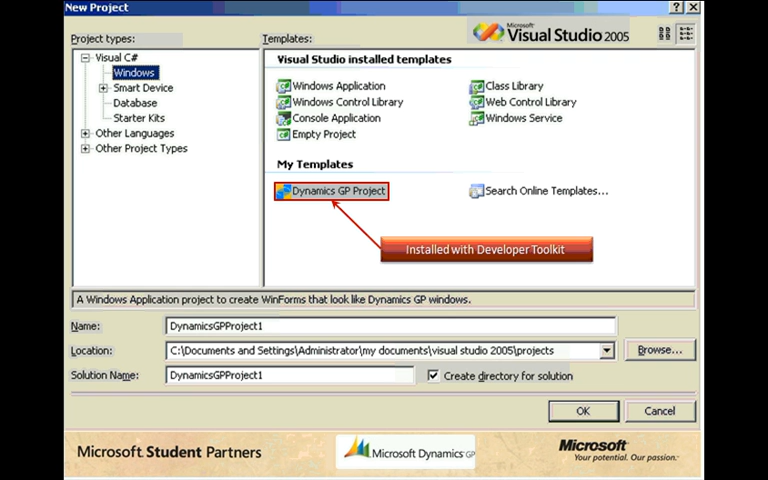 New Project
Microsoft
Visual Studio 2005
Project types:
Templates:
Visual C#
Windows
Smart Device
Database
Starter Kits
Other Languages
Other Project Types
Visual Studio installed templates
Windows Application
Class Library
Windows Control Library
Web Control Library
Console Application
Windows Service
Empty Project
My Templates
Dynamics GP Project
Search Online Templates...
Installed with Developer Toolkit
A Windows Application project to create WinForms that look like Dynamics GP windows.
Name:
DynamicsGPProject1
Location:
C:\Documents and Settings\Administrator\my documents\visual studio 2005\projects
Browse...
Solution Name:
DynamicsGPProject1
Create directory for solution
OK
Cancel
Microsoft Student Partners
Microsoft Dynamics GP
Microsoft
Your potential. Our passion.™